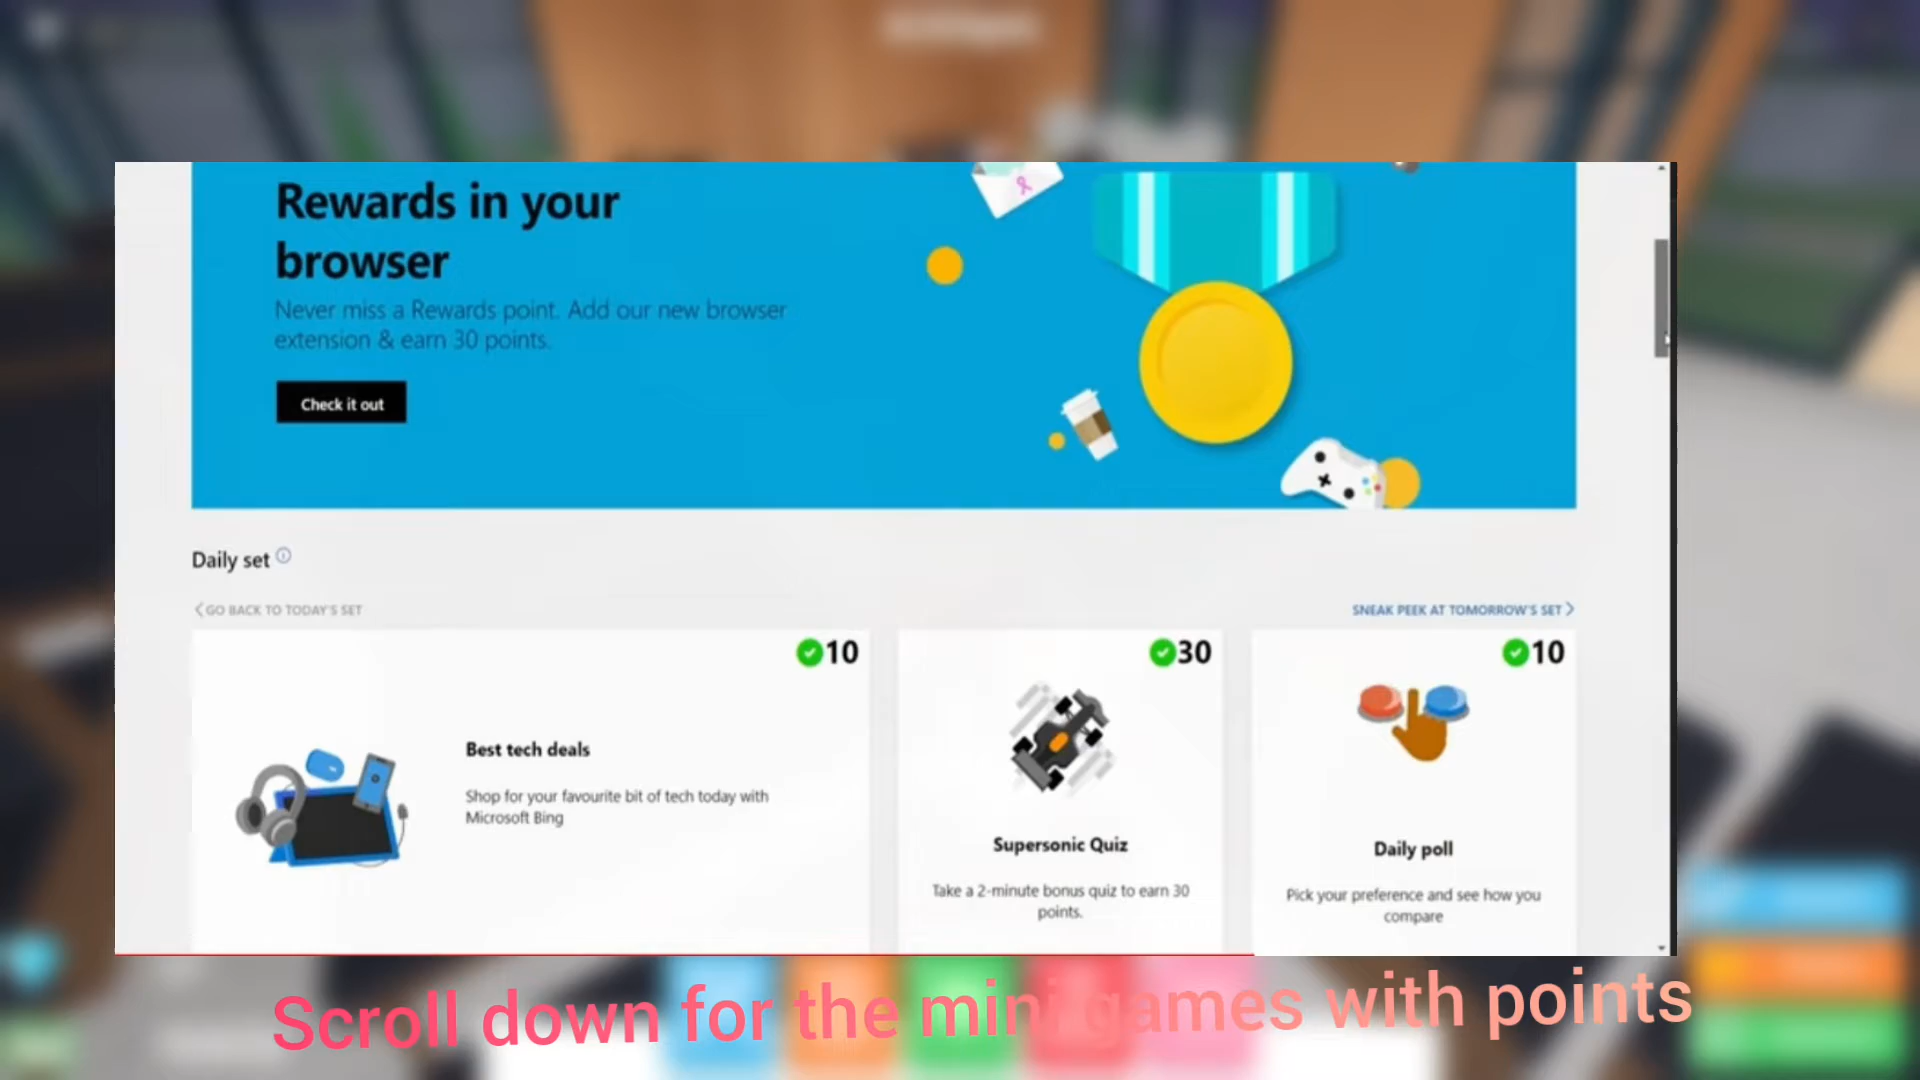 Rewards in your
browser
Never miss a Rewards point. Add our new browser
extension & earn 30 points.
Check it out
Daily set
GO BACK TO TODAY'S SET
SNEAK PEEK AT TOMORROW'S SET
10
30
10
Best tech deals
Shop for your favourite bit of tech today with
Microsoft Bing
Supersonic Quiz
Take a 2-minute bonus quiz to earn 30
points.
Daily poll
Pick your preference and see how you
compare
Scroll down for the mini games with points